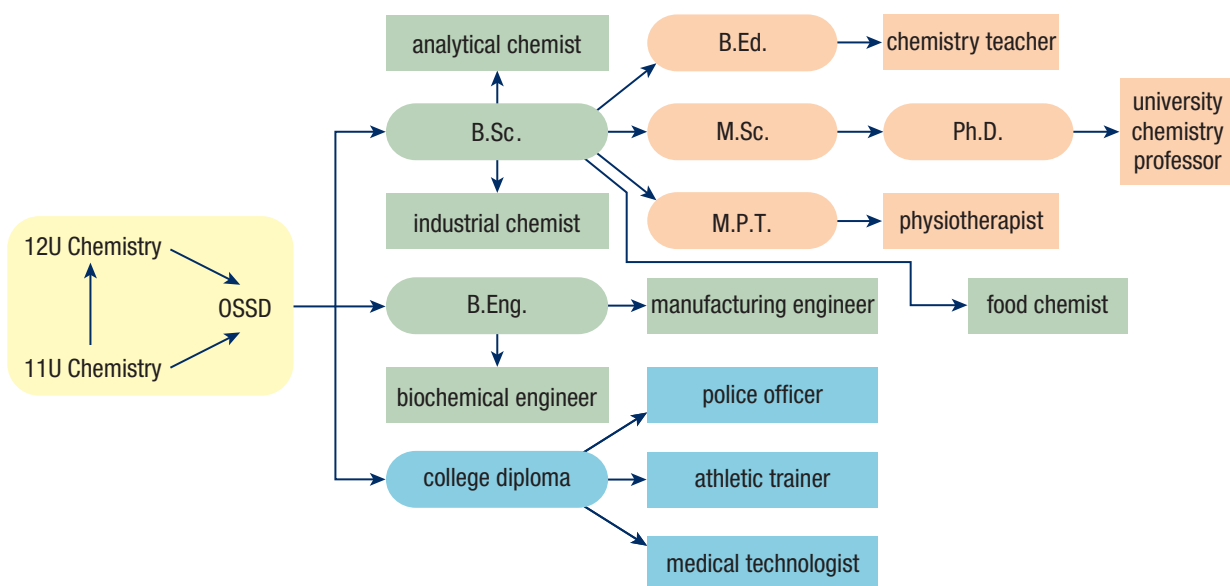 analytical chemist
B.Ed.
chemistry teacher
B.Sc.
M.Sc.
Ph.D.
university
chemistry
professor
industrial chemist
M.P.T.
physiotherapist
12U Chemistry
OSSD
11U Chemistry
B.Eng.
manufacturing engineer
food chemist
biochemical engineer
police officer
college diploma
athletic trainer
medical technologist